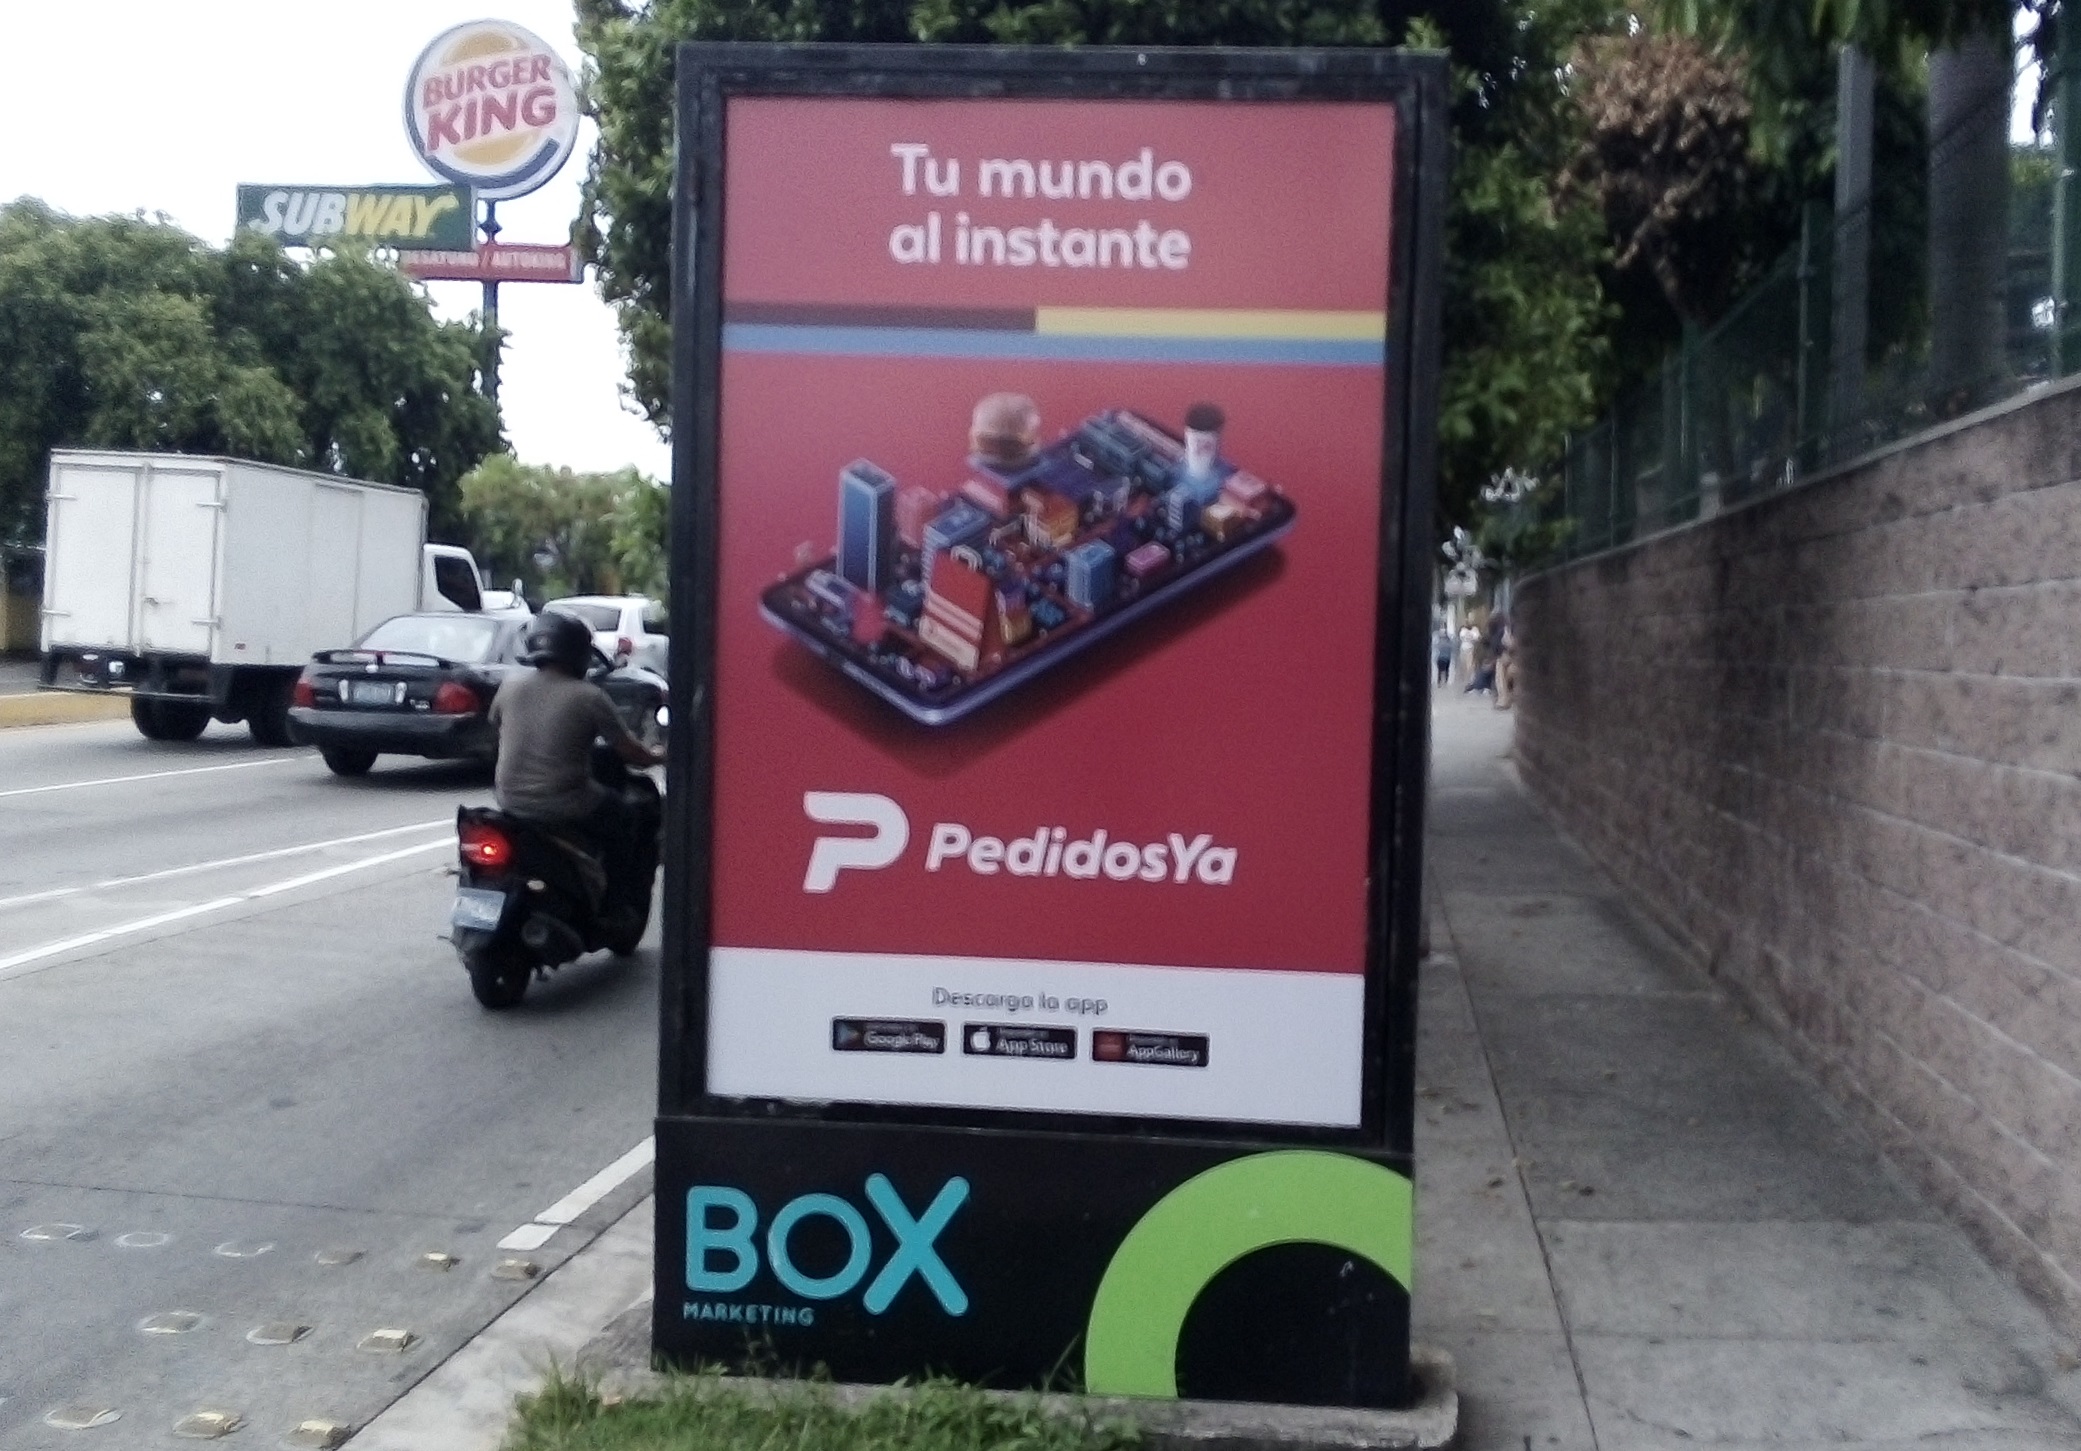 BURGER
KING
SUBWAY
DESAYUNO / AUTOKING
Tu mundo
al instante
PedidosYa
Descarga la app
Google Play
App Store
AppGallery
BOX
MARKETING